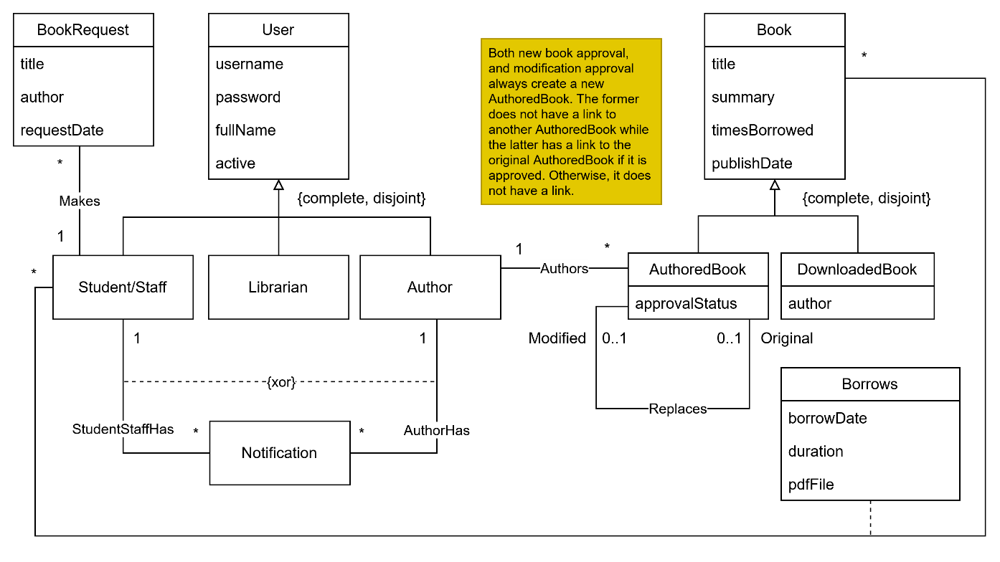 BookRequest
title
author
requestDate
User
username
password
fullName
active
Both new book approval,
and modification approval
always create a new
AuthoredBook. The former
does not have a link to
another AuthoredBook while
the latter has a link to the
original AuthoredBook if it is
approved. Otherwise, it does
not have a link.
Book
title
summary
timesBorrowed
publishDate
*
*
Makes
1
{complete, disjoint}
{complete, disjoint}
*
Student/Staff
Librarian
Author
1
Authors
*
AuthoredBook
approvalStatus
DownloadedBook
author
1
1
Modified
0..1
0..1
Original
{xor}
Replaces
StudentStaffHas
*
Notification
*
AuthorHas
Borrows
borrowDate
duration
pdfFile